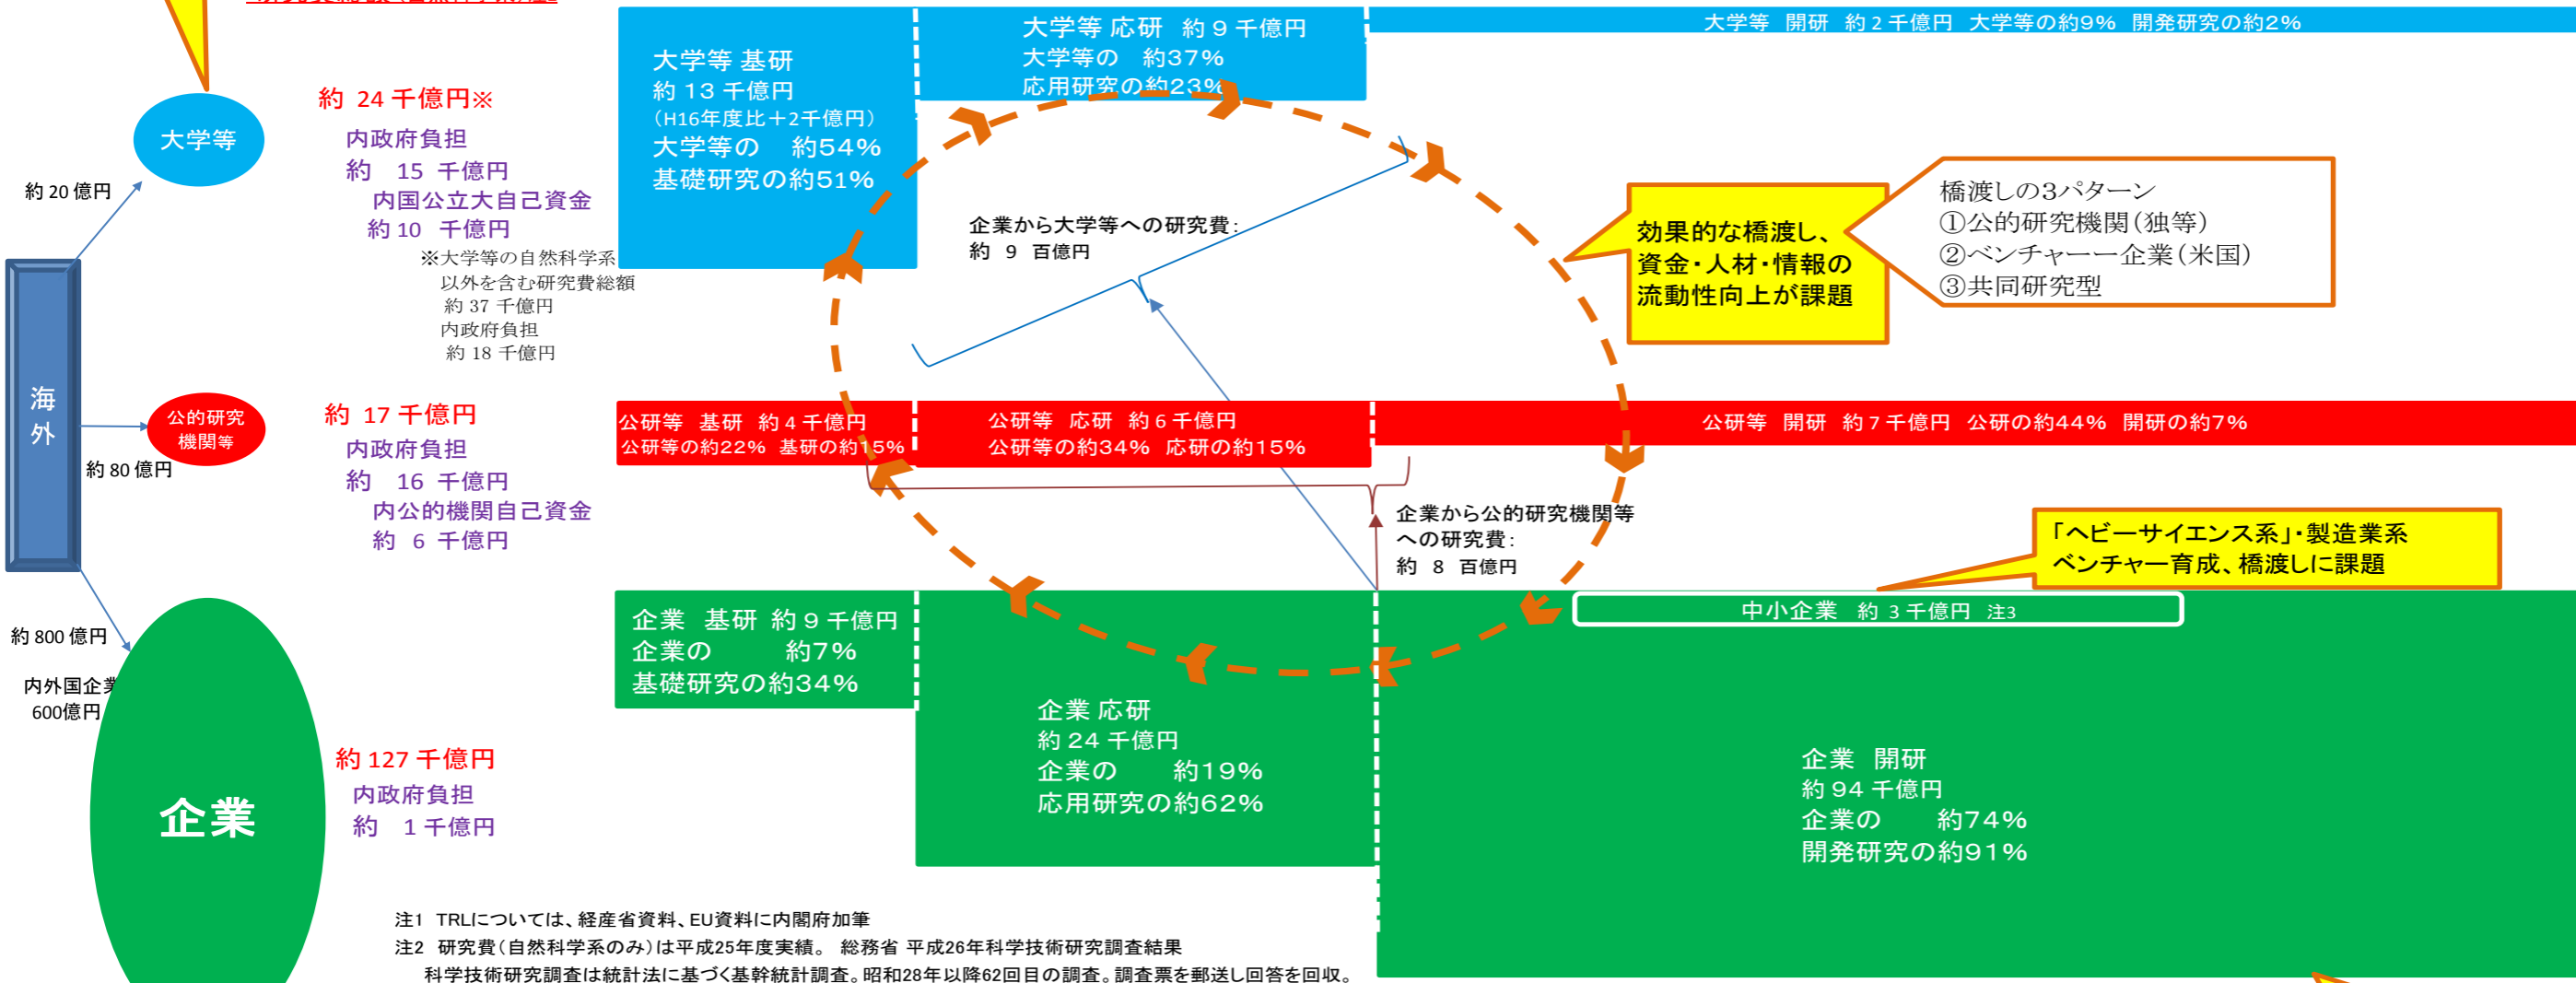 大学等
約 24 千億円※
内政府負担
約 15 千億円
内国公立大自己資金
約 10 千億円
※大学等の自然科学系
以外を含む研究費総額
約 37 千億円
内政府負担
約 18 千億円
約 20 億円
海外
約 80 億円
約 800 億円
内外国企業
600億円
公的研究
機関等
約 17 千億円
内政府負担
約 16 千億円
内公的機関自己資金
約 6 千億円
企業
約 127 千億円
内政府負担
約 1 千億円
大学等 基研
約 13 千億円
（H16年度比＋2千億円）
大学等の 約54%
基礎研究の約51%
大学等 応研 約 9 千億円
大学等の 約37%
応用研究の約23%
大学等 開研 約 2 千億円 大学等の約9% 開発研究の約2%
企業から大学等への研究費：
約 9 百億円
効果的な橋渡し、
資金・人材・情報の
流動性向上が課題
橋渡しの3パターン
①公的研究機関（独等）
②ベンチャーー企業（米国）
③共同研究型
公研等 基研 約 4 千億円
公研等の約22% 基研の約15%
公研等 応研 約 6 千億円
公研等の約34% 応研の約15%
公研等 開研 約 7 千億円 公研の約44% 開研の約7%
企業から公的研究機関等
への研究費：
約 8 百億円
「ヘビーサイエンス系」・製造業系
ベンチャー育成、橋渡しに課題
企業 基研 約 9 千億円
企業の 約7%
基礎研究の約34%
企業 応研
約 24 千億円
企業の 約19%
応用研究の約62%
中小企業 約 3 千億円 注3
企業 開研
約 94 千億円
企業の 約74%
開発研究の約91%
注1 TRLについては、経産省資料、EU資料に内閣府加筆
注2 研究費（自然科学系のみ）は平成25年度実績。 総務省 平成26年科学技術研究調査結果
科学技術研究調査は統計法に基づく基幹統計調査。昭和28年以降62回目の調査。調査票を郵送し回答を回収。